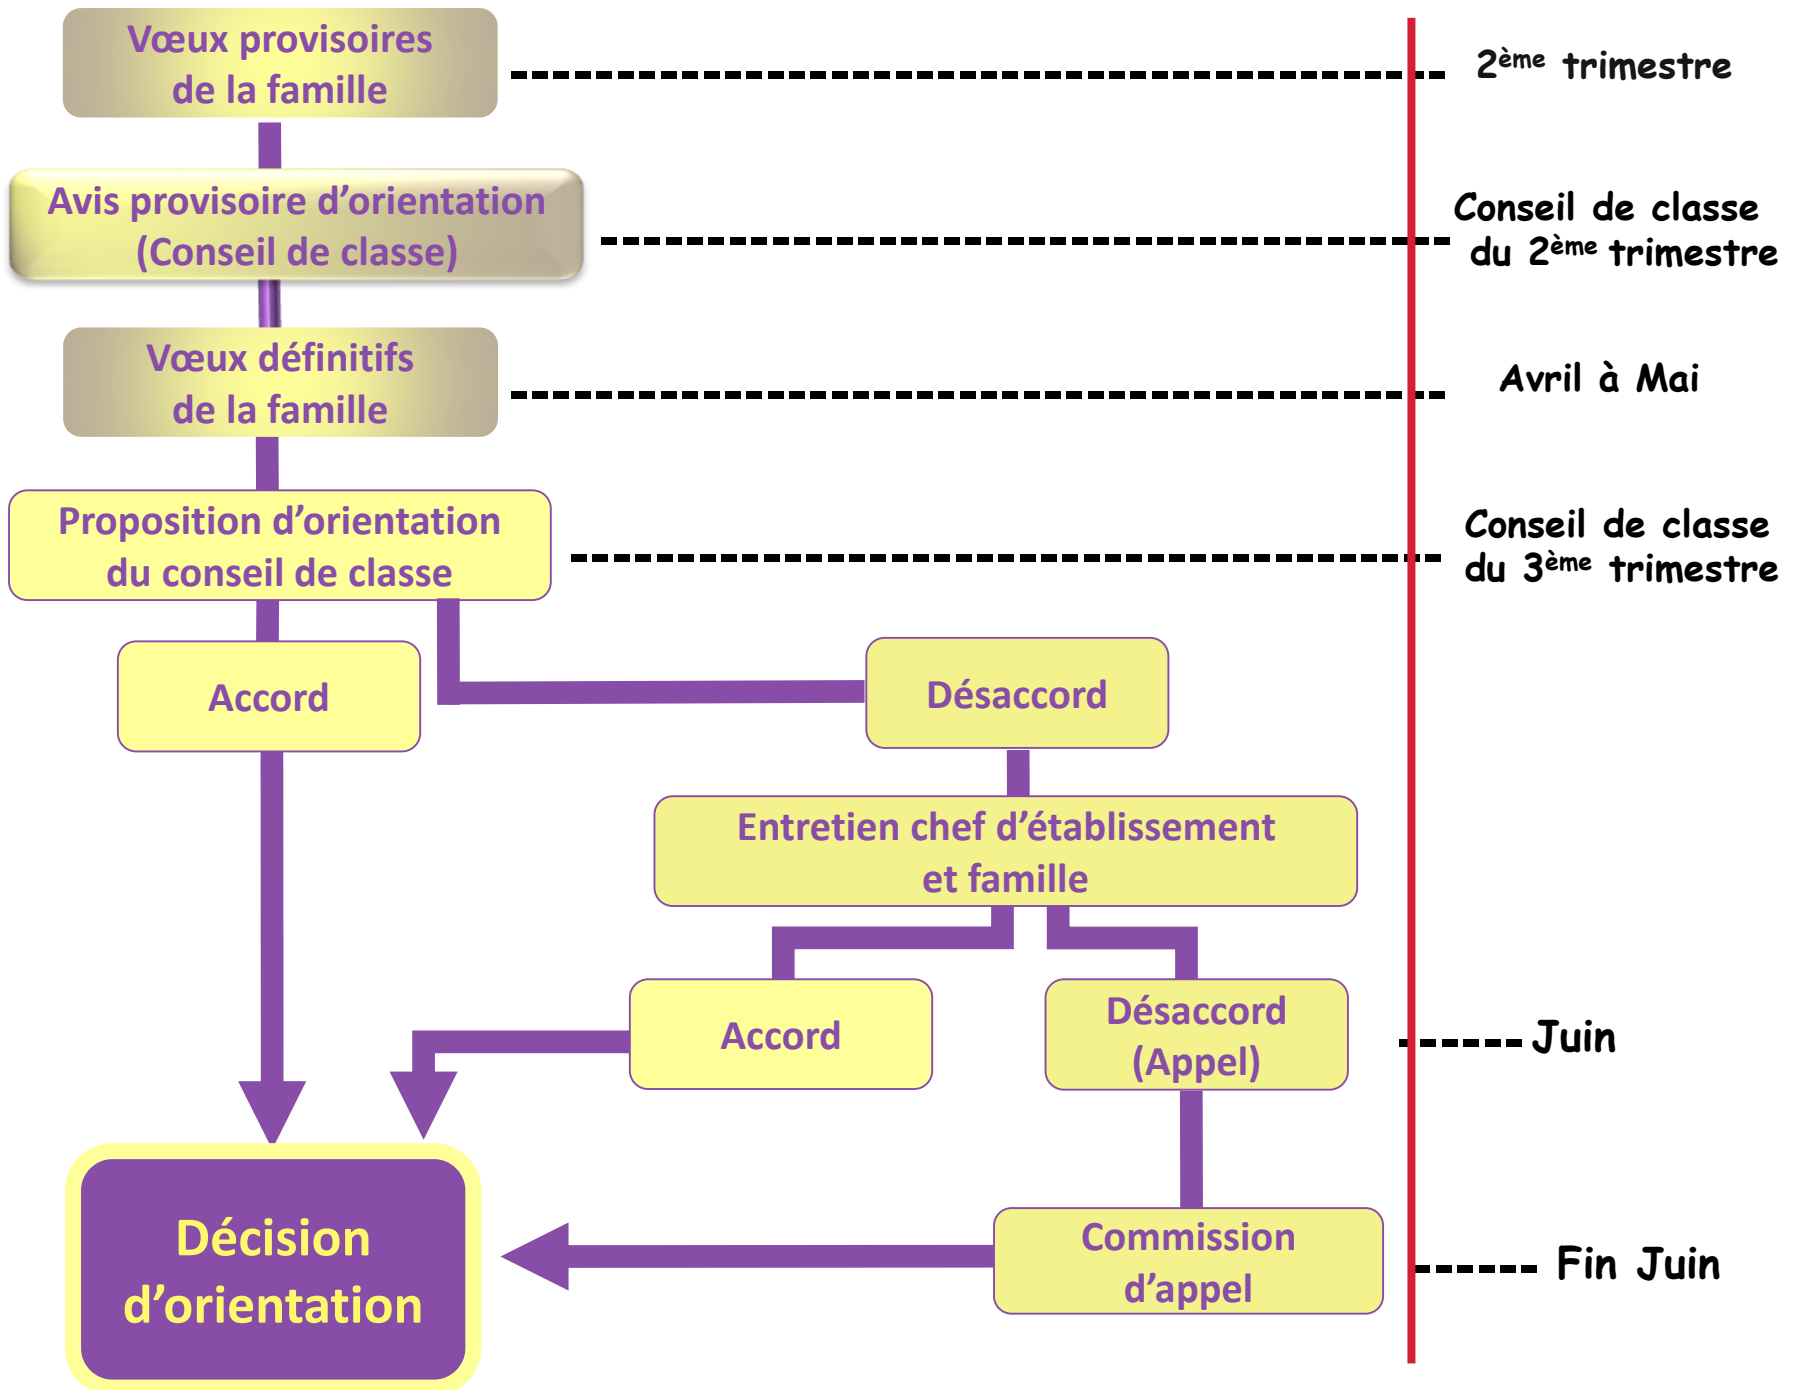 Vœux provisoires
de la famille
2ème trimestre
Avis provisoire d’orientation
(Conseil de classe)
Conseil de classe
du 2ème trimestre
Vœux définitifs
de la famille
Avril à Mai
Proposition d’orientation
du conseil de classe
Conseil de classe
du 3ème trimestre
Accord
Désaccord
Entretien chef d’établissement
et famille
Accord
Désaccord
(Appel)
Juin
Décision
d’orientation
Commission
d’appel
Fin Juin